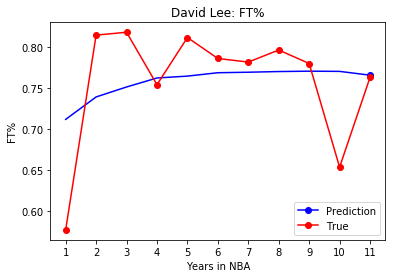 David Lee: FT%
FT%
0.80
0.75
0.70
0.65
0.60
1 2 3 4 5 6 7 8 9 10 11
Years in NBA
Prediction
True